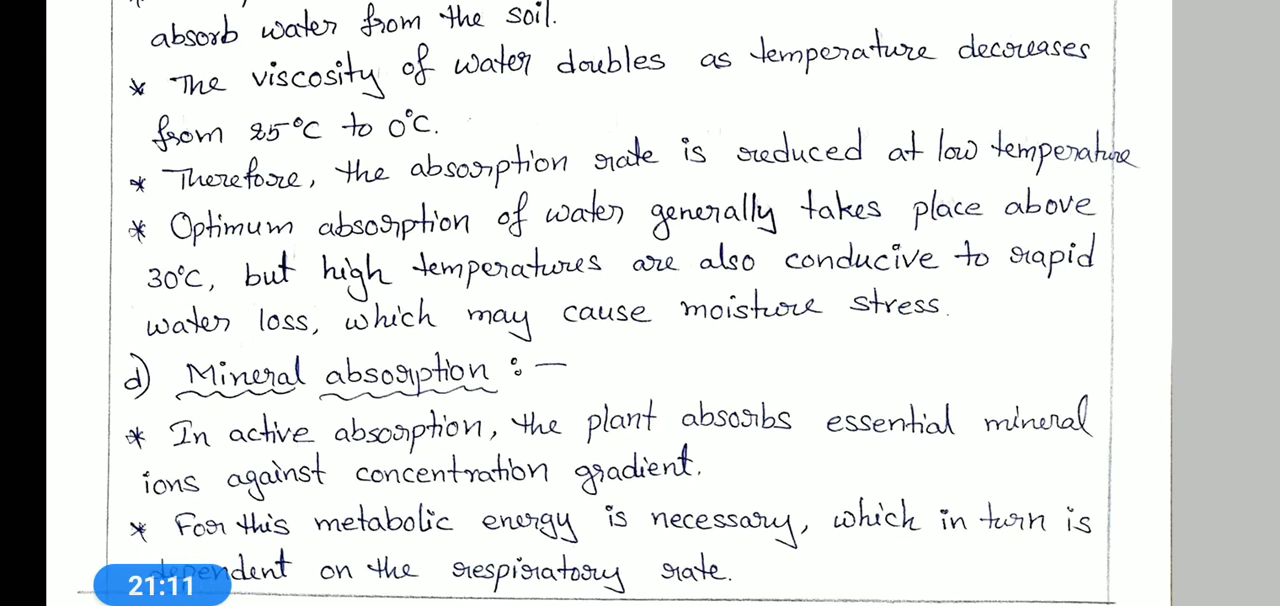 absorb water from the soil.
* The viscosity of water doubles as temperature decreases
from 25°C to 0°C.
* Therefore, the absorption rate is reduced at low temperature
* Optimum absorption of water generally takes place above
30°C, but high temperatures are also conducive to rapid
water loss, which may cause moisture stress.
d) Mineral absorption :—
* In active absorption, the plant absorbs essential mineral
ions against concentration gradient.
* For this metabolic energy is necessary, which in turn is
dependent on the respiratory rate.
21:11